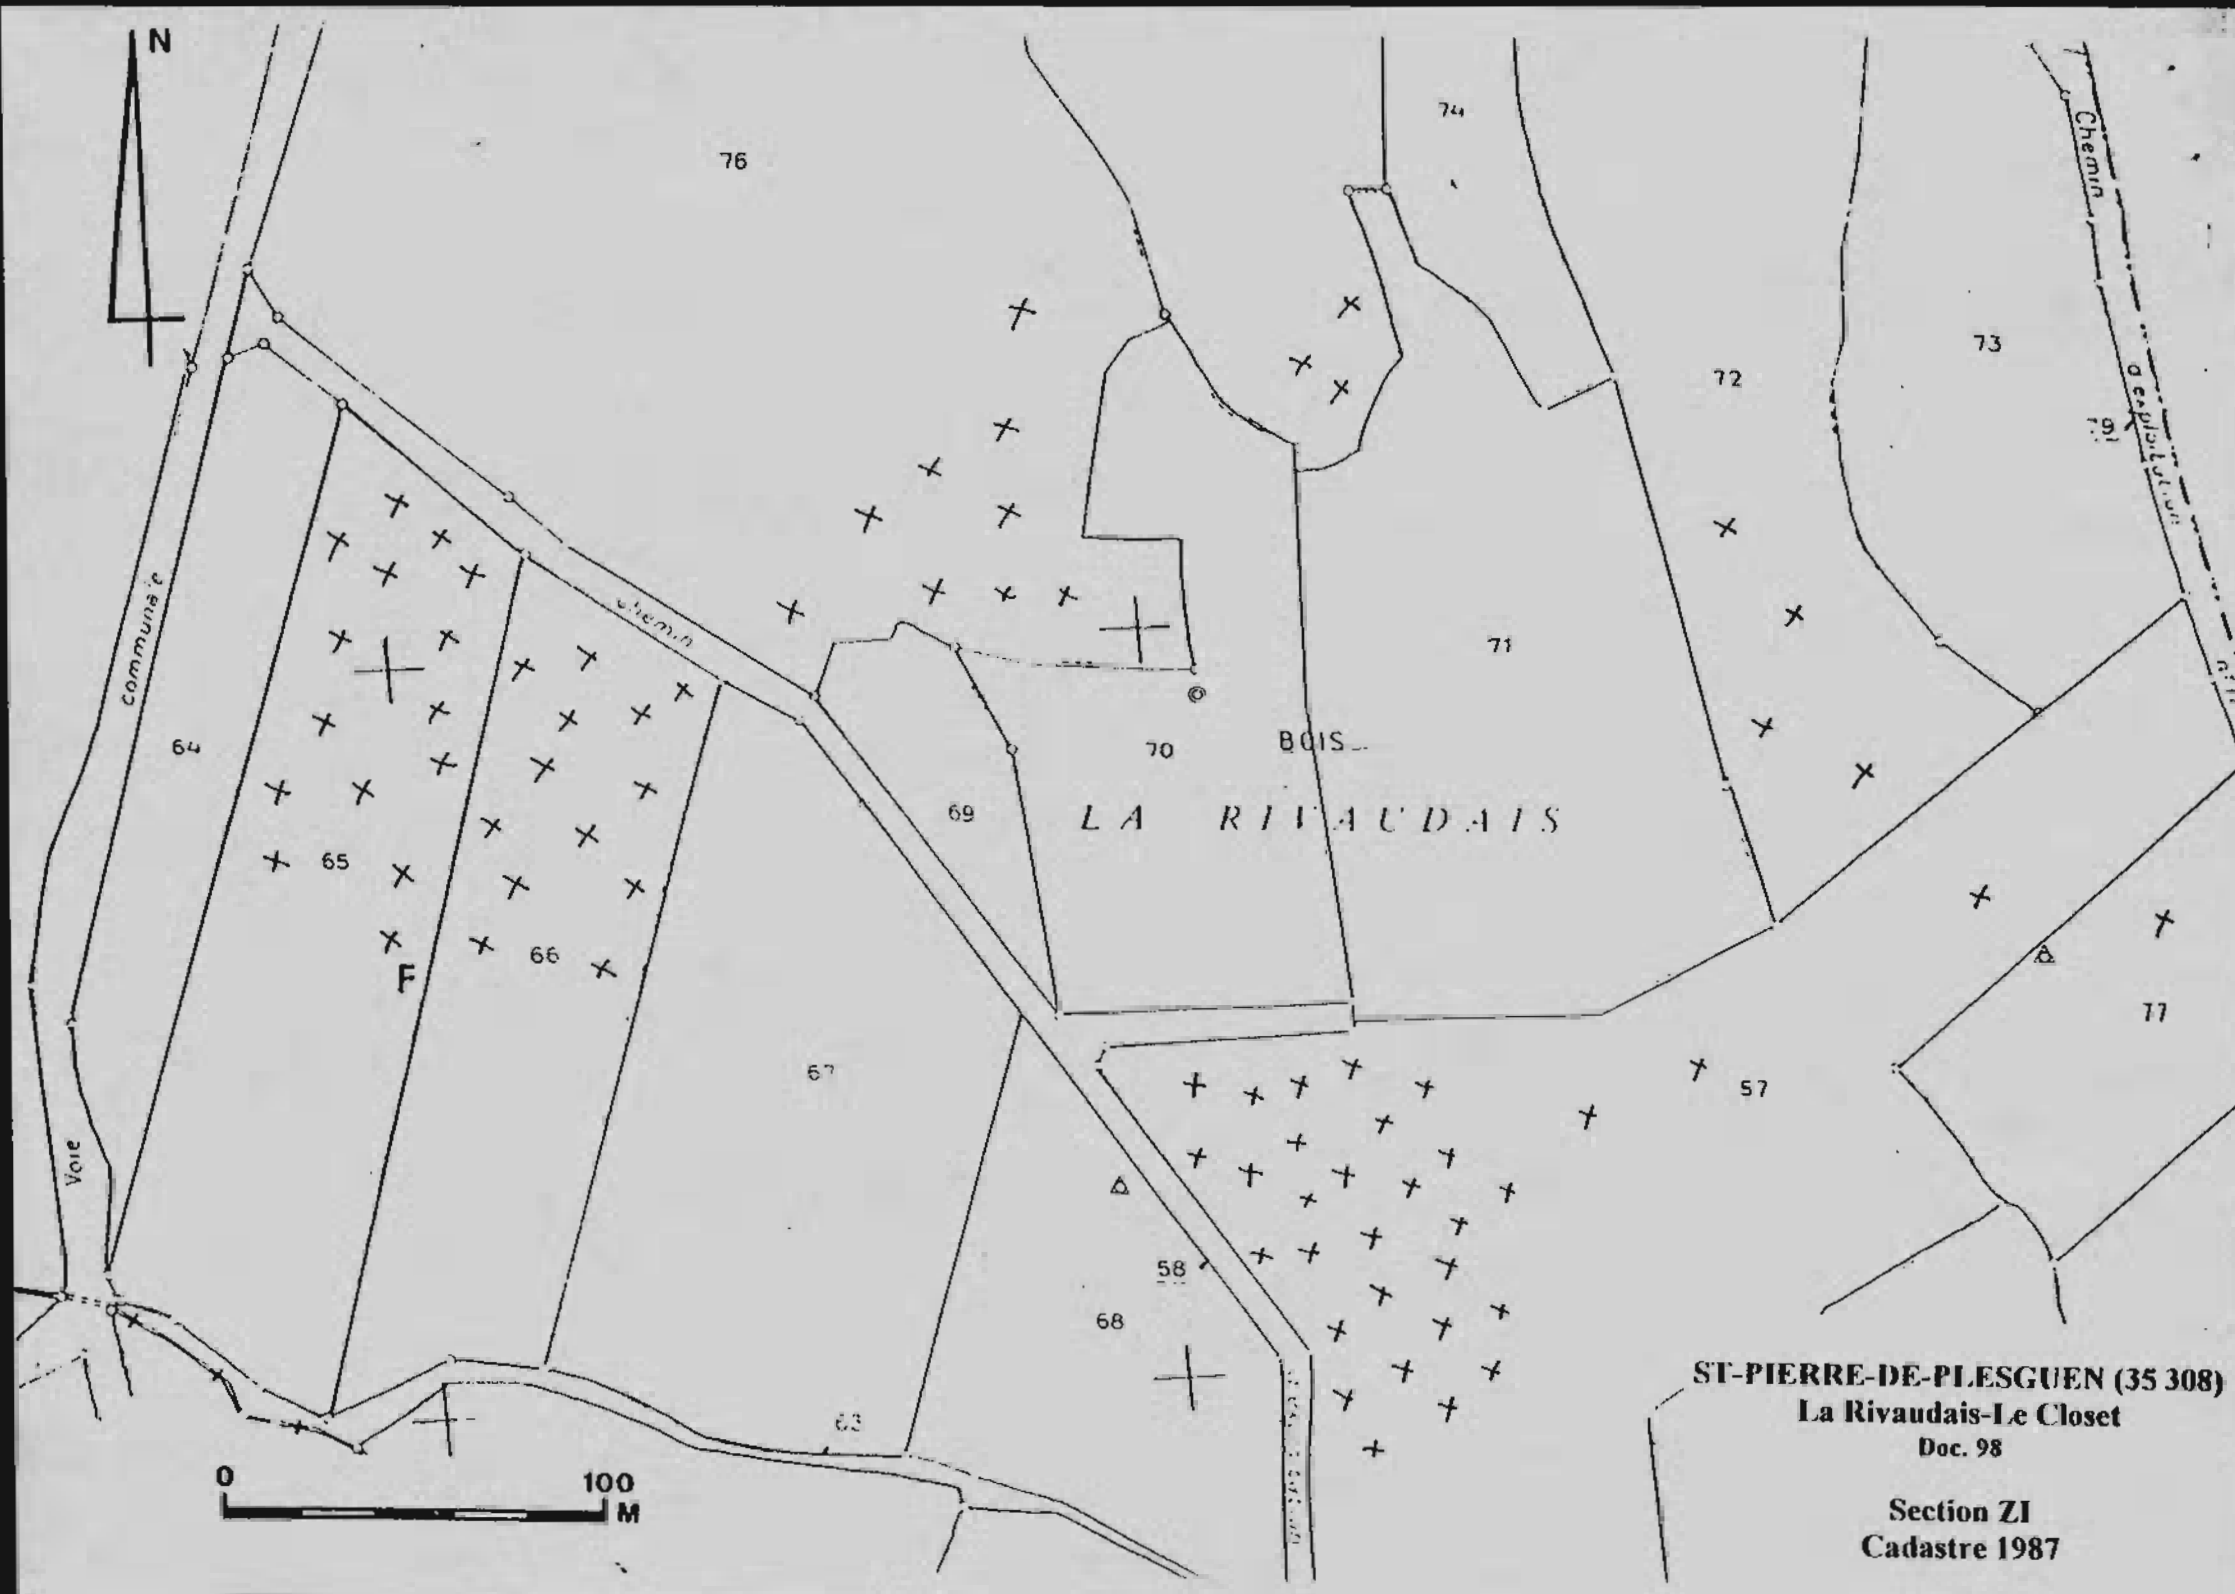 N
74
76
Chemin
73
72
79
d'exploitation
chemin
communale
71
64
BOIS
70
LA RIVAUDAIS
69
65
66
F
77
67
57
Voie
58
68
63
ST-PIERRE-DE-PLESGUEN (35 308)
La Rivaudais-Le Closet
Doc. 98
Section ZI
Cadastre 1987
0 100
M